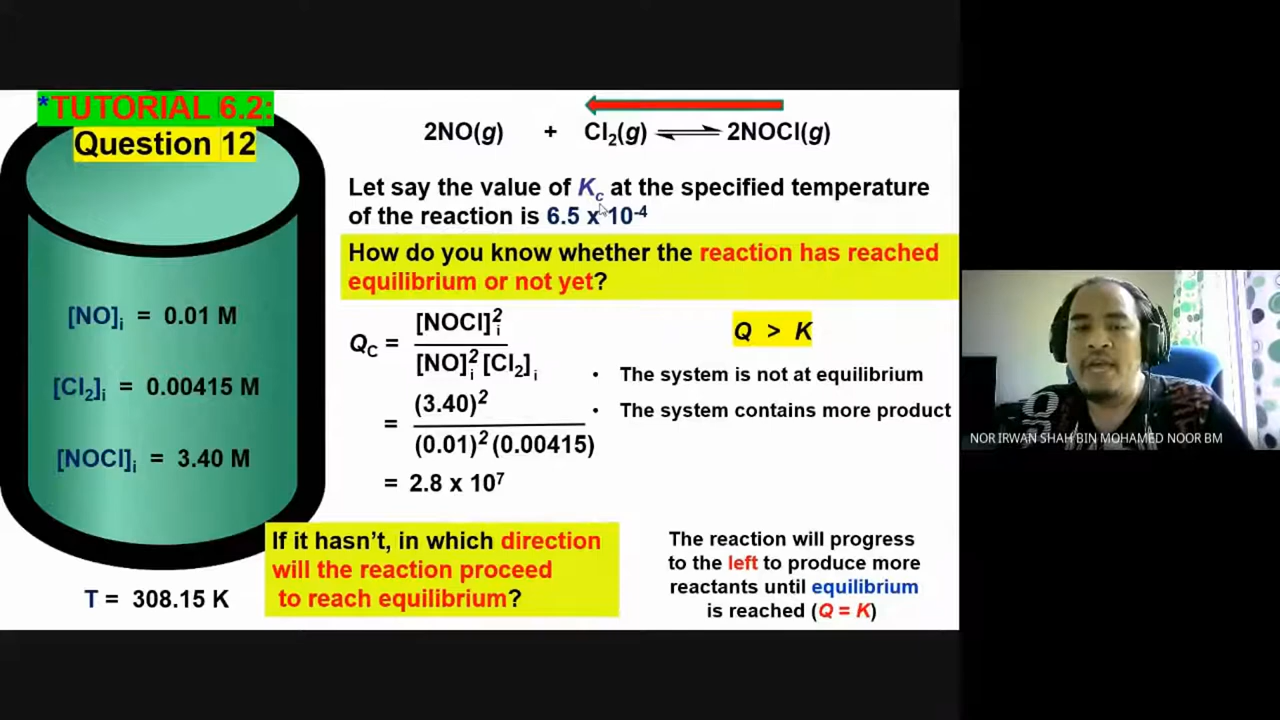 *TUTORIAL 6.2:
Question 12
2NO(g) + Cl₂(g) ⇌ 2NOCl(g)
Let say the value of Kc at the specified temperature
of the reaction is 6.5 x 10⁻⁴
How do you know whether the reaction has reached
equilibrium or not yet?
[NO]ᵢ = 0.01 M
[Cl₂]ᵢ = 0.00415 M
[NOCl]ᵢ = 3.40 M
T = 308.15 K
Q_C = [NOCl]ᵢ² / [NO]ᵢ² [Cl₂]ᵢ
= (3.40)² / (0.01)² (0.00415)
= 2.8 x 10⁷
Q > K
• The system is not at equilibrium
• The system contains more product
If it hasn't, in which direction
will the reaction proceed
to reach equilibrium?
The reaction will progress
to the left to produce more
reactants until equilibrium
is reached (Q = K)
NOR IRWAN SHAH BIN MOHAMED NOOR BM